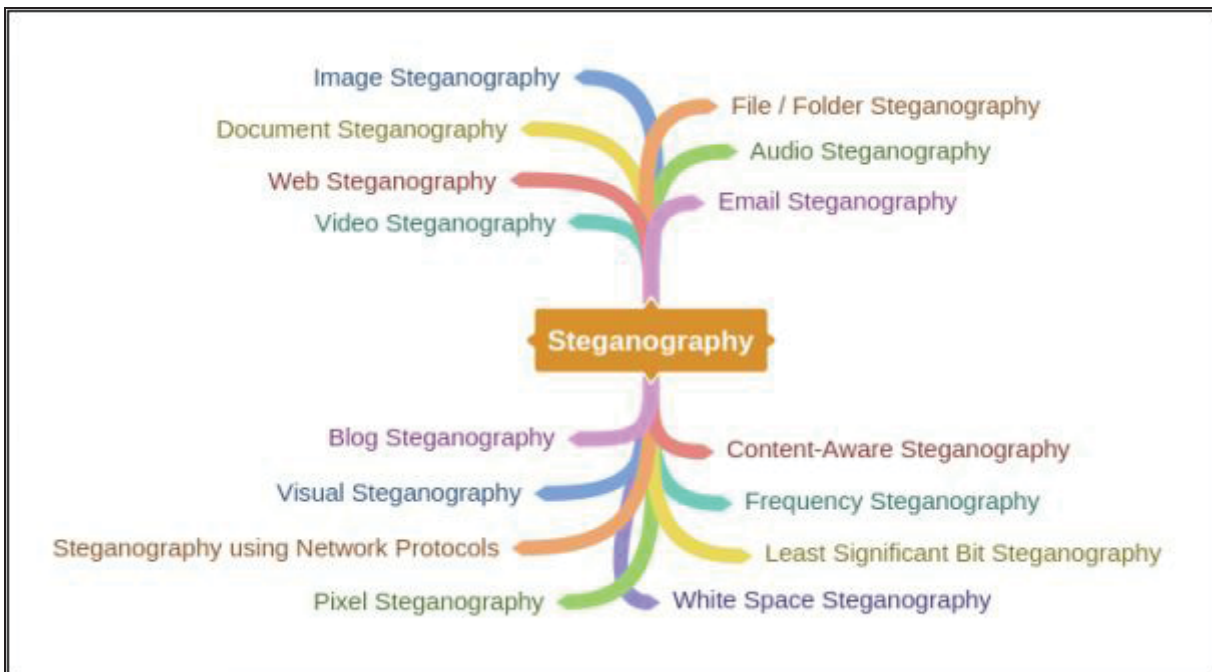 Image Steganography
File / Folder Steganography
Document Steganography
Audio Steganography
Web Steganography
Email Steganography
Video Steganography
Steganography
Blog Steganography
Content-Aware Steganography
Visual Steganography
Frequency Steganography
Steganography using Network Protocols
Least Significant Bit Steganography
Pixel Steganography
White Space Steganography